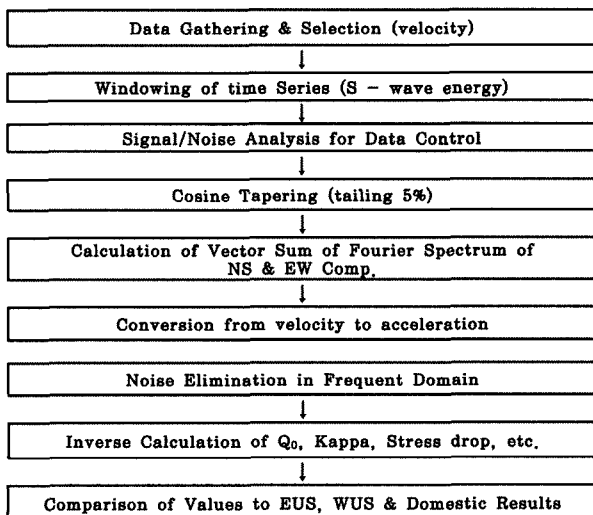 Data Gathering & Selection (velocity)
Windowing of time Series (S - wave energy)
Signal/Noise Analysis for Data Control
Cosine Tapering (tailing 5%)
Calculation of Vector Sum of Fourier Spectrum of
NS & EW Comp.
Conversion from velocity to acceleration
Noise Elimination in Frequent Domain
Inverse Calculation of Q₀, Kappa, Stress drop, etc.
Comparison of Values to EUS, WUS & Domestic Results